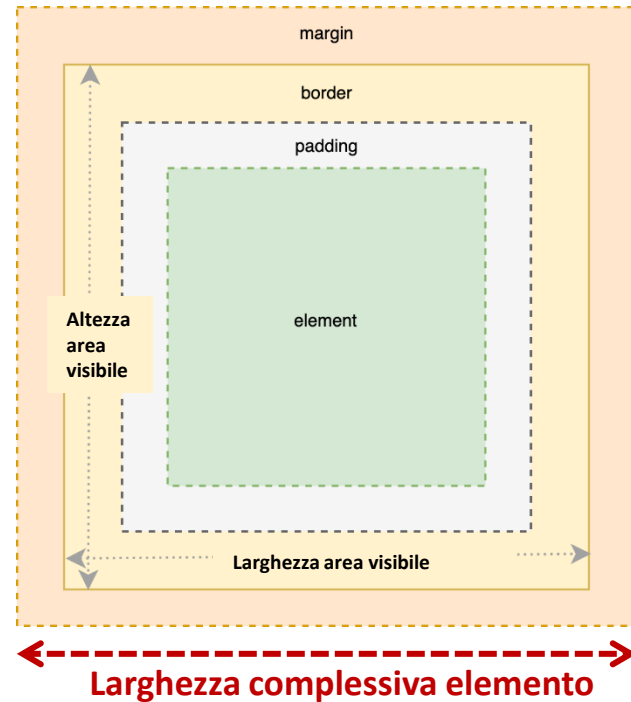 margin
border
padding
element
Altezza
area
visibile
Larghezza area visibile
Larghezza complessiva elemento